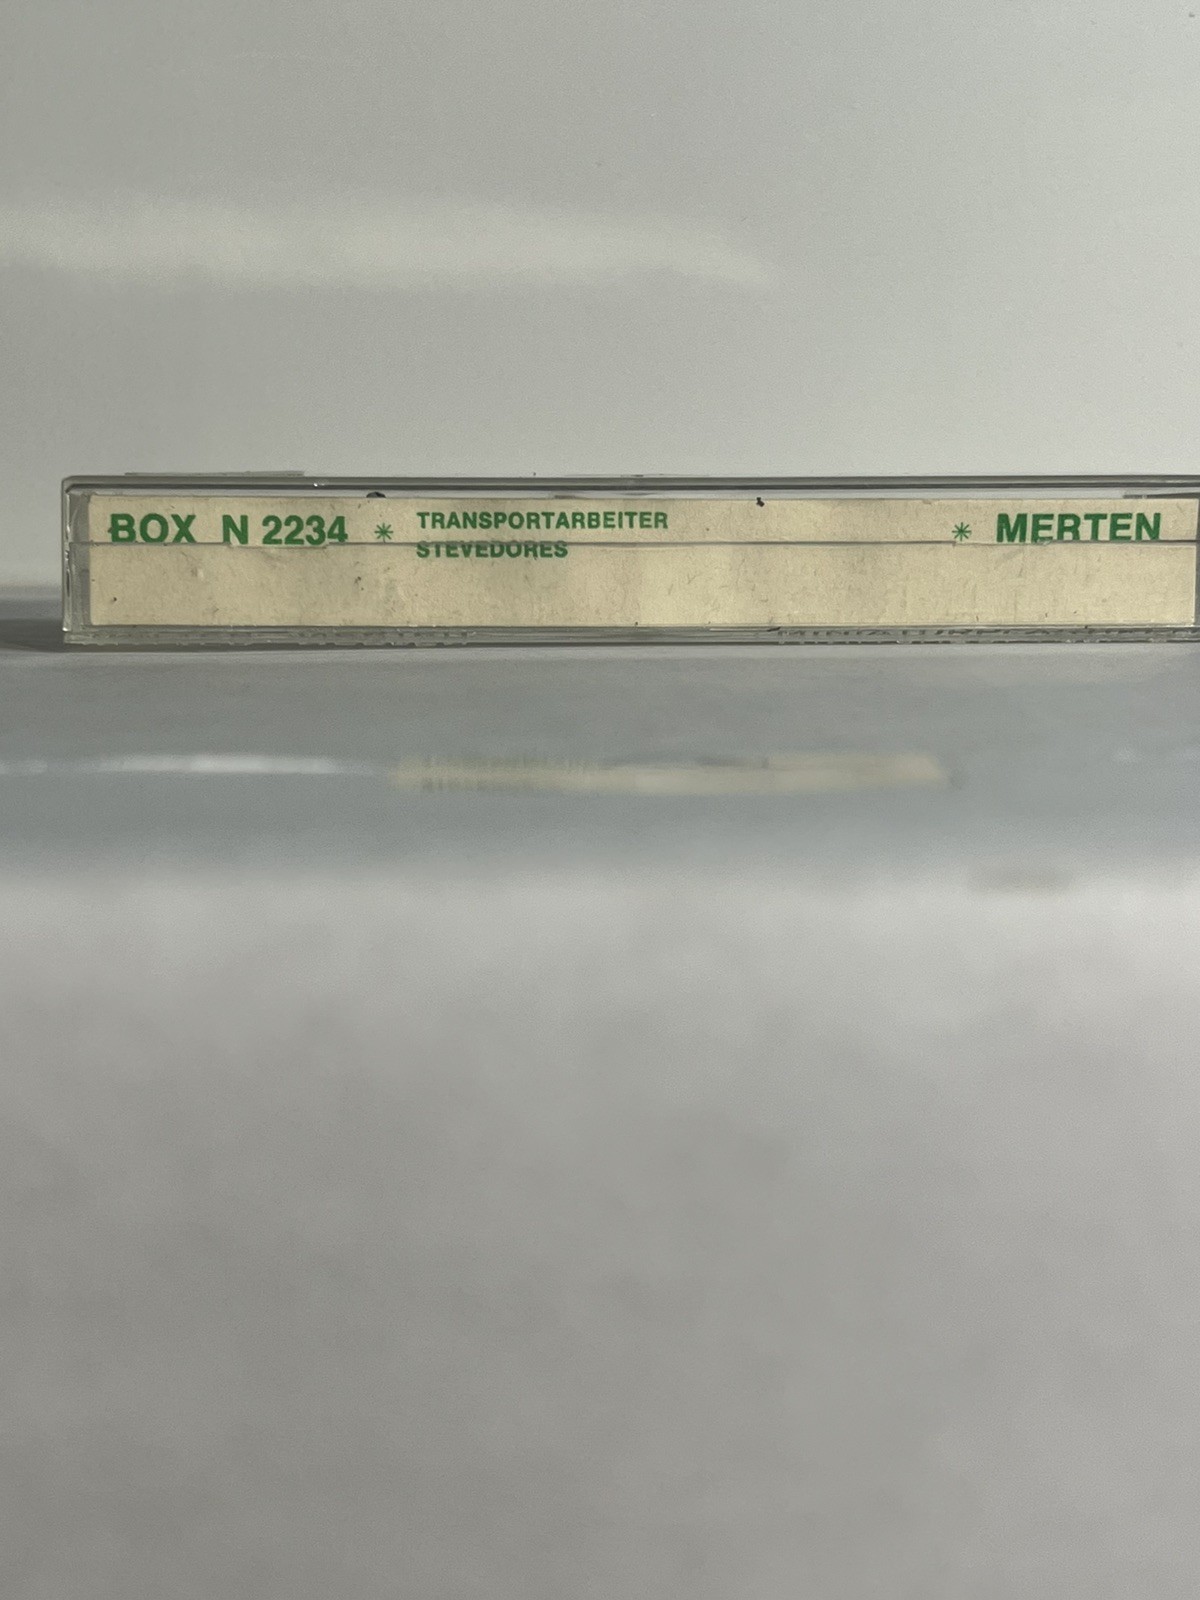 BOX N 2234 * TRANSPORTARBEITER * MERTEN
STEVEDORES